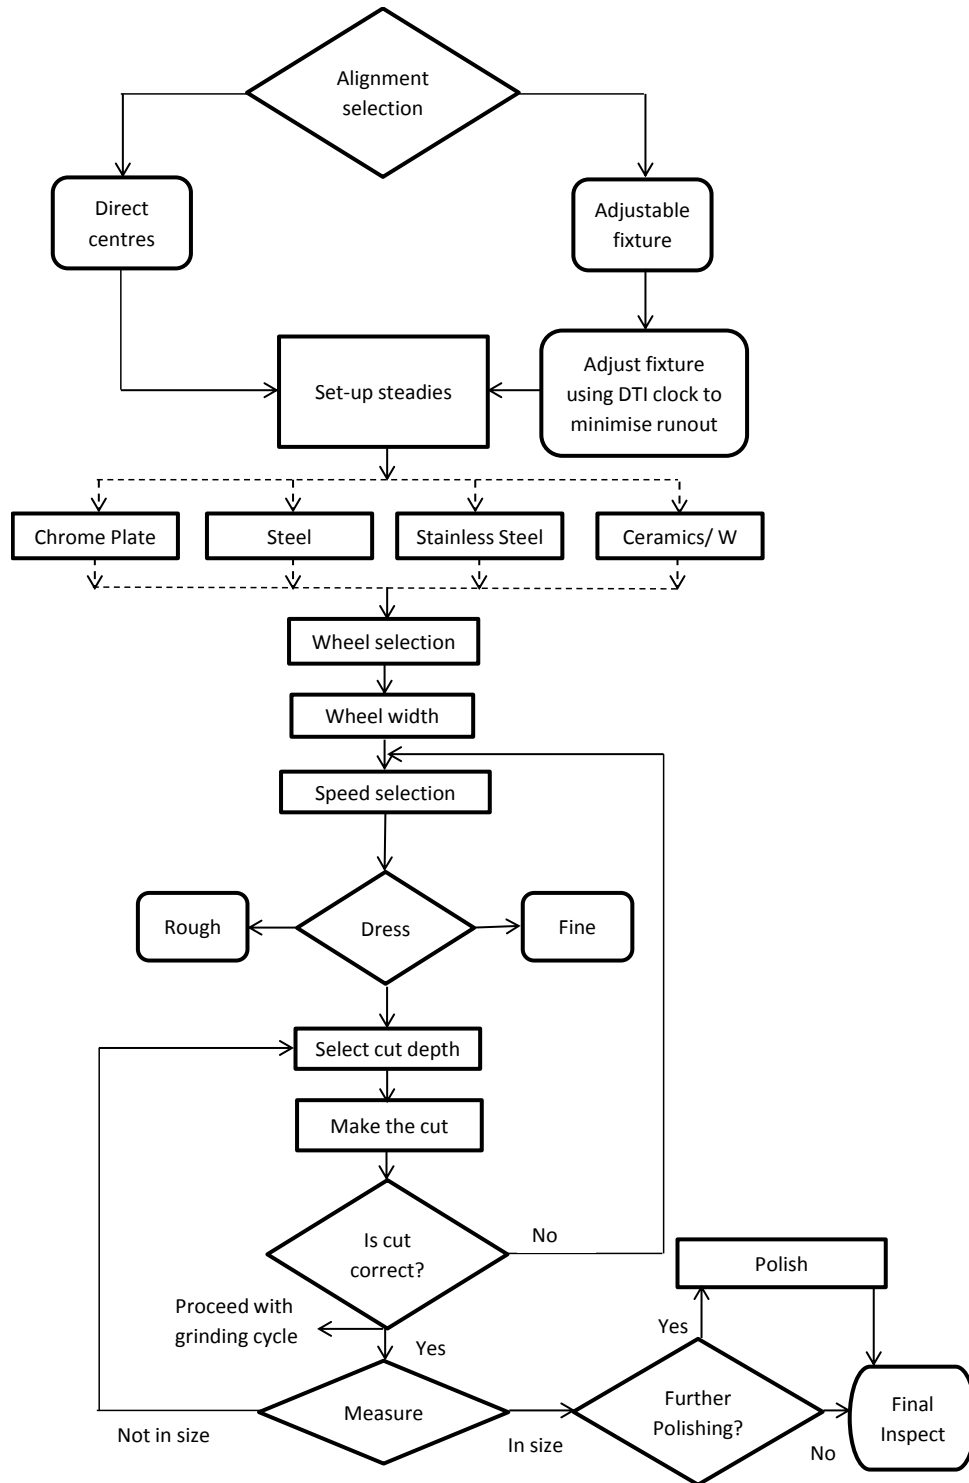 Alignment
selection
Direct
centres
Adjustable
fixture
Set-up steadies
Adjust fixture
using DTI clock to
minimise runout
Chrome Plate
Steel
Stainless Steel
Ceramics/ W
Wheel selection
Wheel width
Speed selection
Rough
Dress
Fine
Select cut depth
Make the cut
Is cut
correct?
No
Proceed with
grinding cycle
Yes
Measure
Not in size
In size
Further
Polishing?
Yes
Polish
No
Final
Inspect